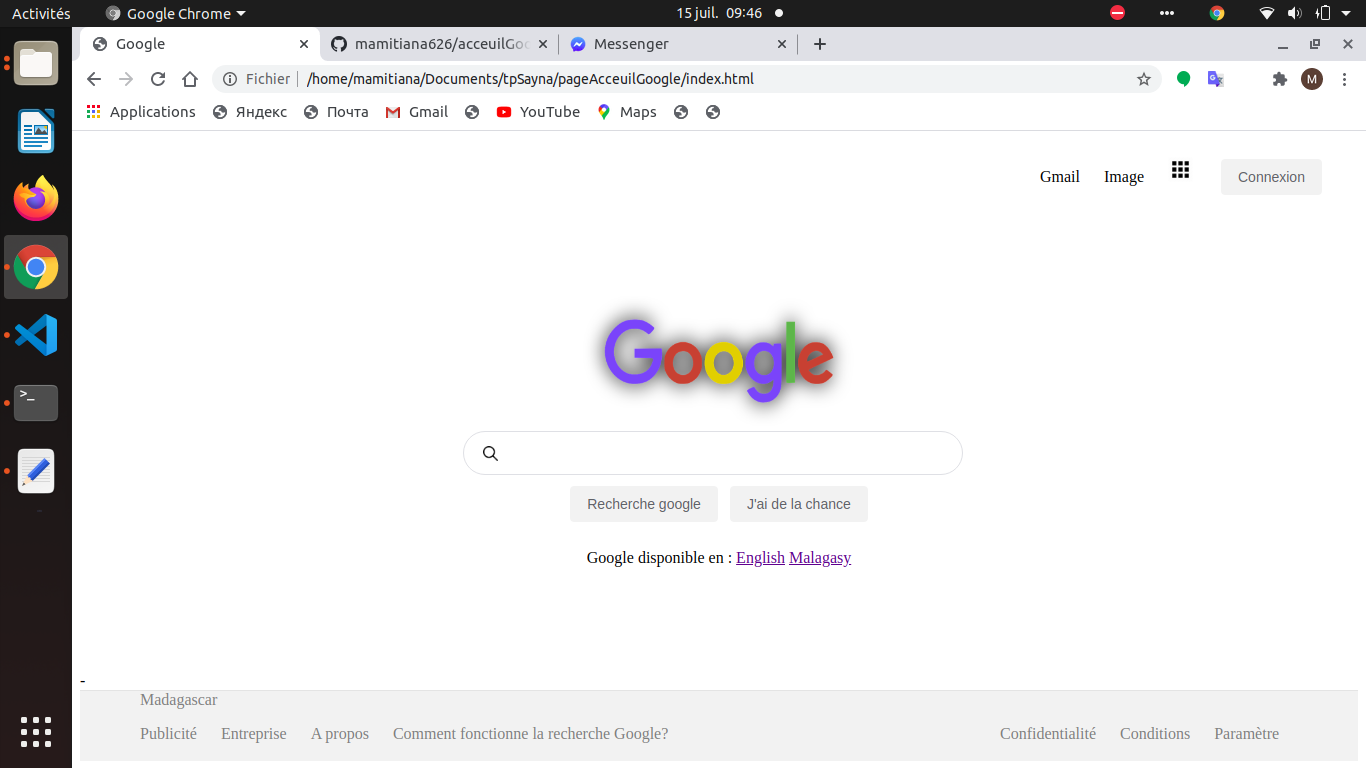 Activités Google Chrome 15 juil. 09:46
Google mamitiana626/acceuilGoo Messenger
Fichier /home/mamitiana/Documents/tpSayna/pageAcceuilGoogle/index.html M
Applications Яндекс Почта Gmail YouTube Maps
Gmail Image Connexion
Google
Recherche google J'ai de la chance
Google disponible en : English Malagasy
-
Madagascar
Publicité Entreprise A propos Comment fonctionne la recherche Google? Confidentialité Conditions Paramètre